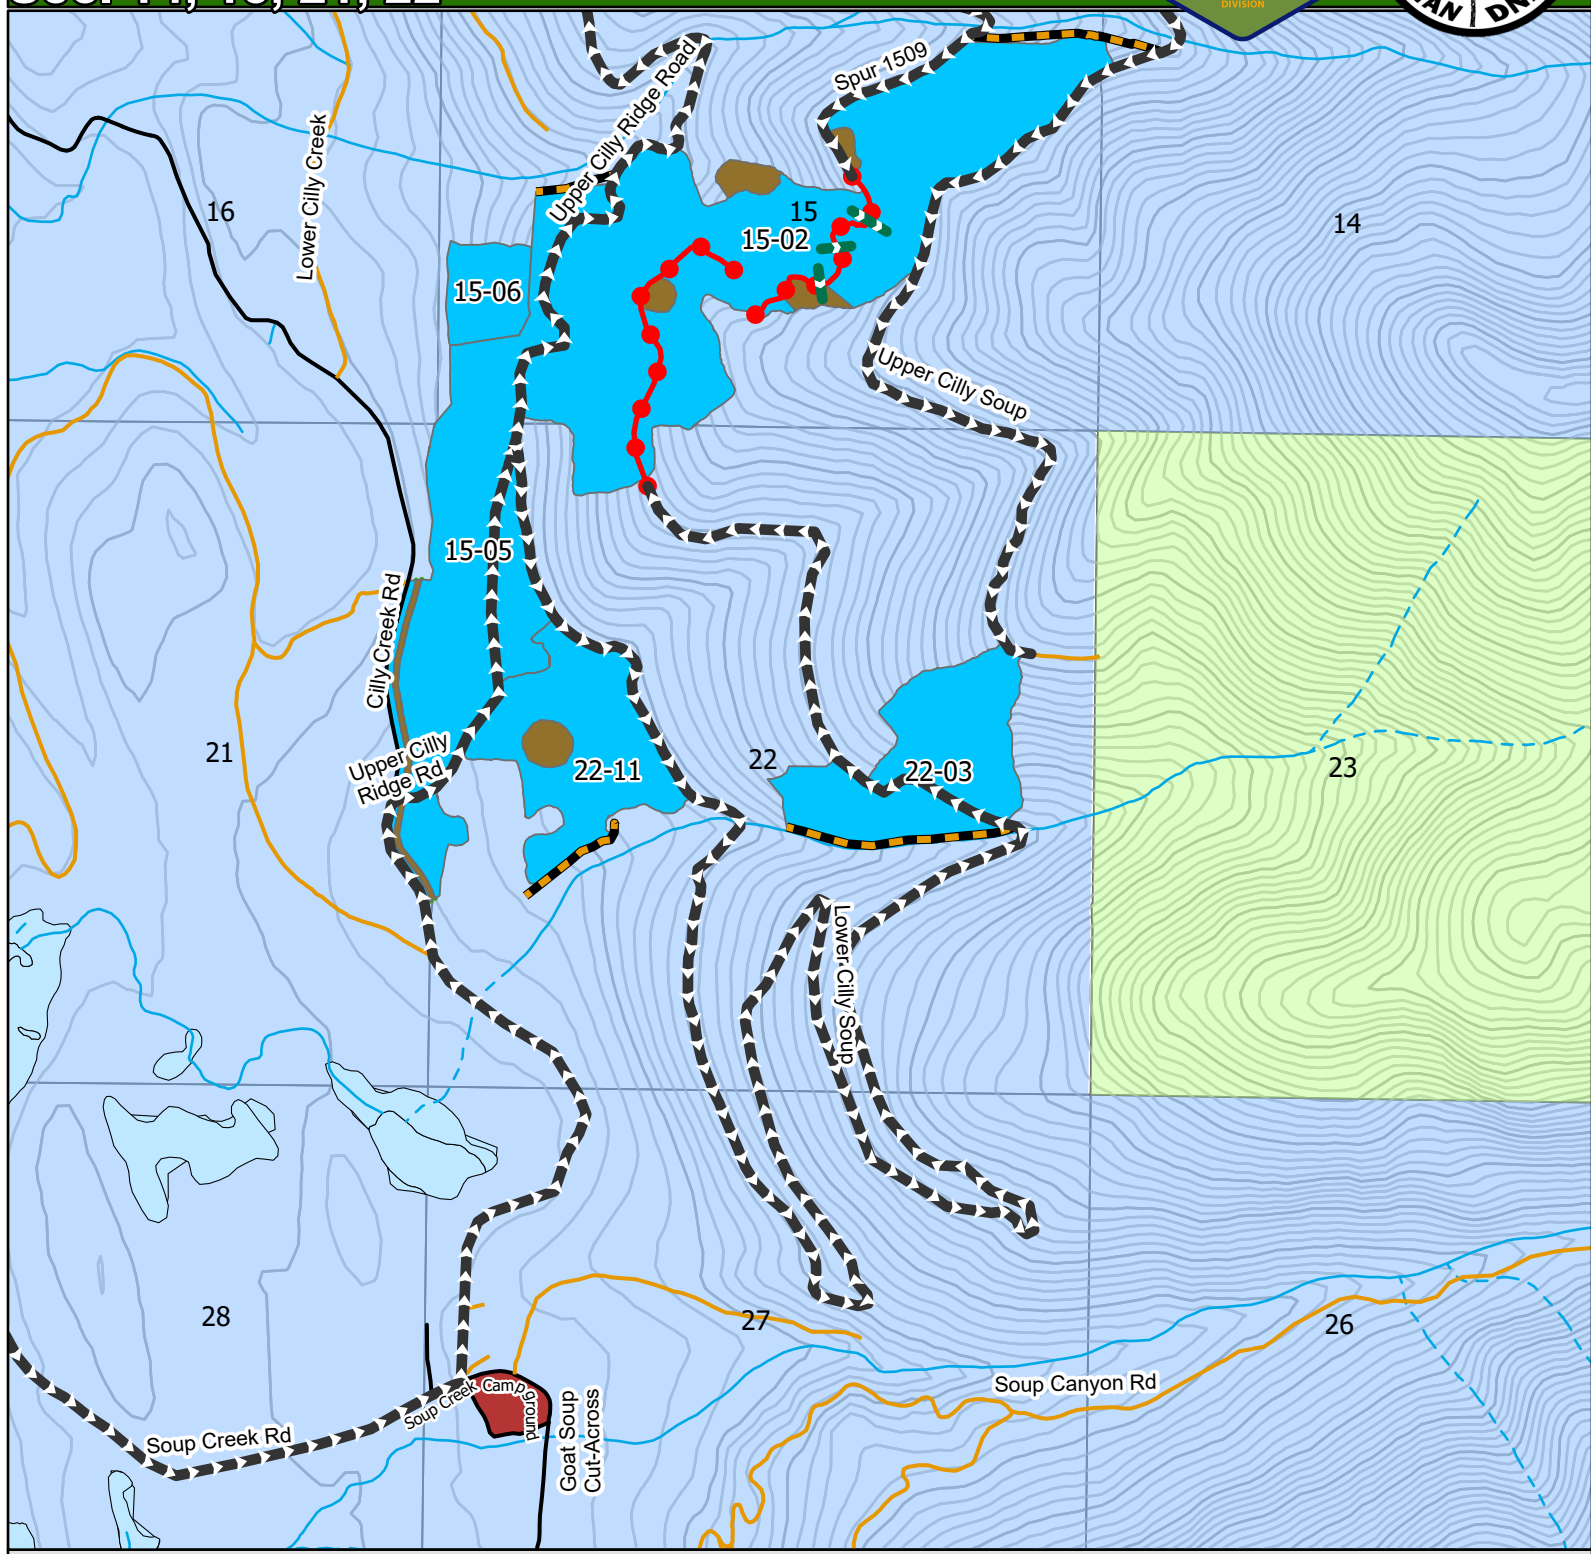 DIVISION
Spur 1509
Upper Cilly Ridge Road
Lower Cilly Creek
16
15
15-02
14
15-06
Upper Cilly Soup
15-05
Cilly Creek Rd
21
Upper Cilly
Ridge Rd
22-11
22
22-03
23
Lower Cilly Soup
28
27
26
Soup Creek Campground
Soup Canyon Rd
Soup Creek Rd
Goat Soup
Cut-Across